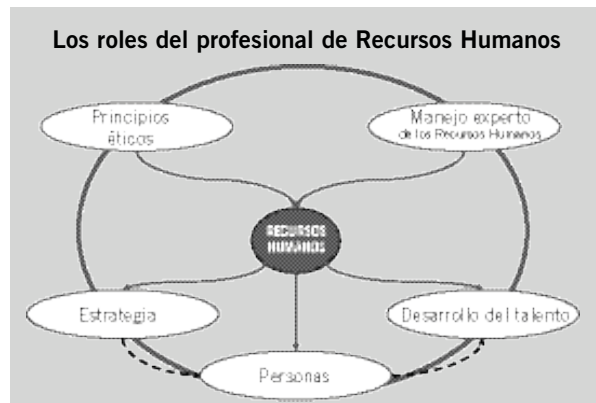 Los roles del profesional de Recursos Humanos
Principios
éticos
Manejo experto
de los Recursos Humanos
RECURSOS
HUMANOS
Estrategia
Desarrollo del talento
Personas